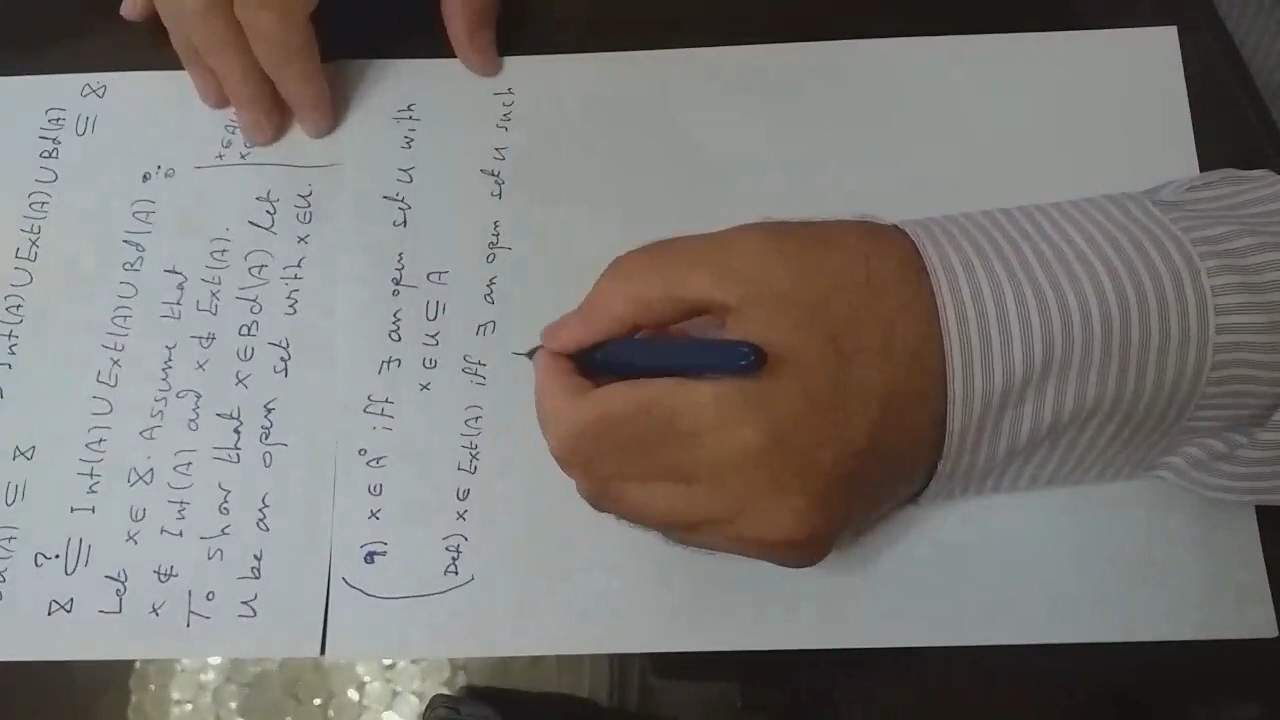 ⊆ X Int(A) ∪ Ext(A) ∪ Bd(A)
⊆ X.
X ⊆? Int(A) ∪ Ext(A) ∪ Bd(A) :
Let x ∈ X. Assume that
x ∉ Int(A) and x ∉ Ext(A).
To show that x ∈ Bd(A) let
U be an open set with x ∈ U.
9) x ∈ A° iff ∃ an open set U with
x ∈ U ⊆ A
Def) x ∈ Ext(A) iff ∃ an open set U such